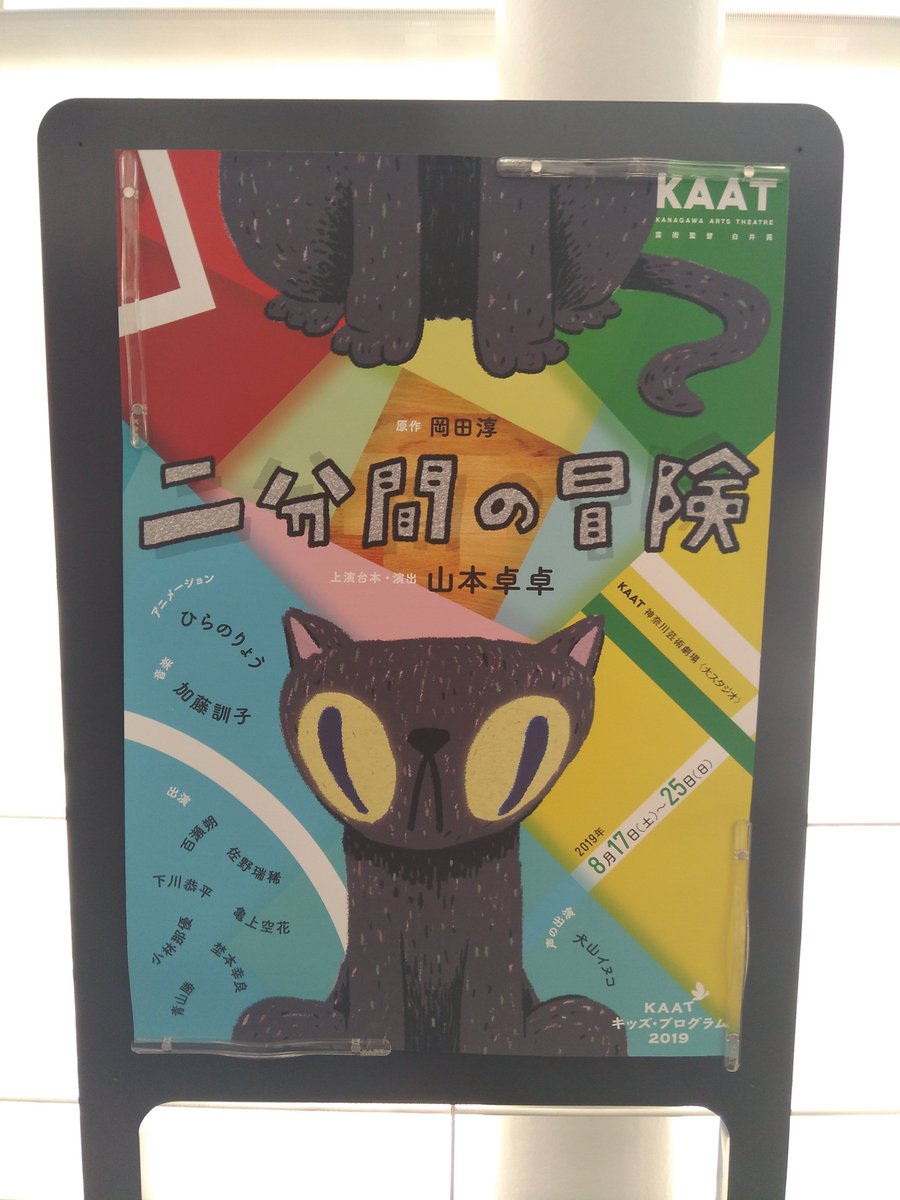 KAAT
KANAGAWA ARTS THEATRE
芸術監督 白井晃
原作 岡田淳
二分間の冒険
上演台本・演出 山本卓卓
アニメーション
ひらのりょう
音楽
加藤訓子
KAAT 神奈川芸術劇場〈大スタジオ〉
2019年
8月17日(土)～25日(日)
出演
百瀬朔
佐野瑞稀
下川恭平
亀上空花
小林那優
埜本幸良
青山勝
声の出演
犬山イヌコ
KAAT
キッズ・プログラム
2019
KAAT